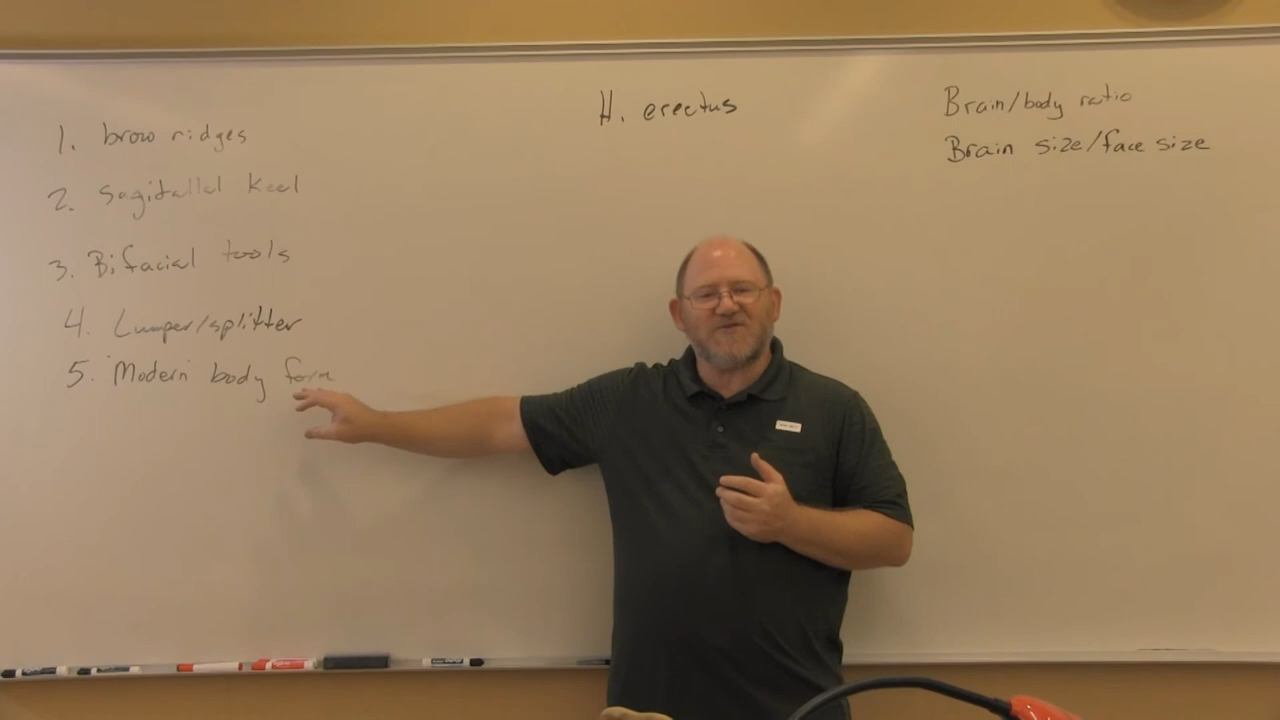 H. erectus
1. brow ridges
2. Sagitallal keel
3. Bifacial tools
4. Lumper/splitter
5. "Modern" body form
Brain/body ratio
Brain size/face size